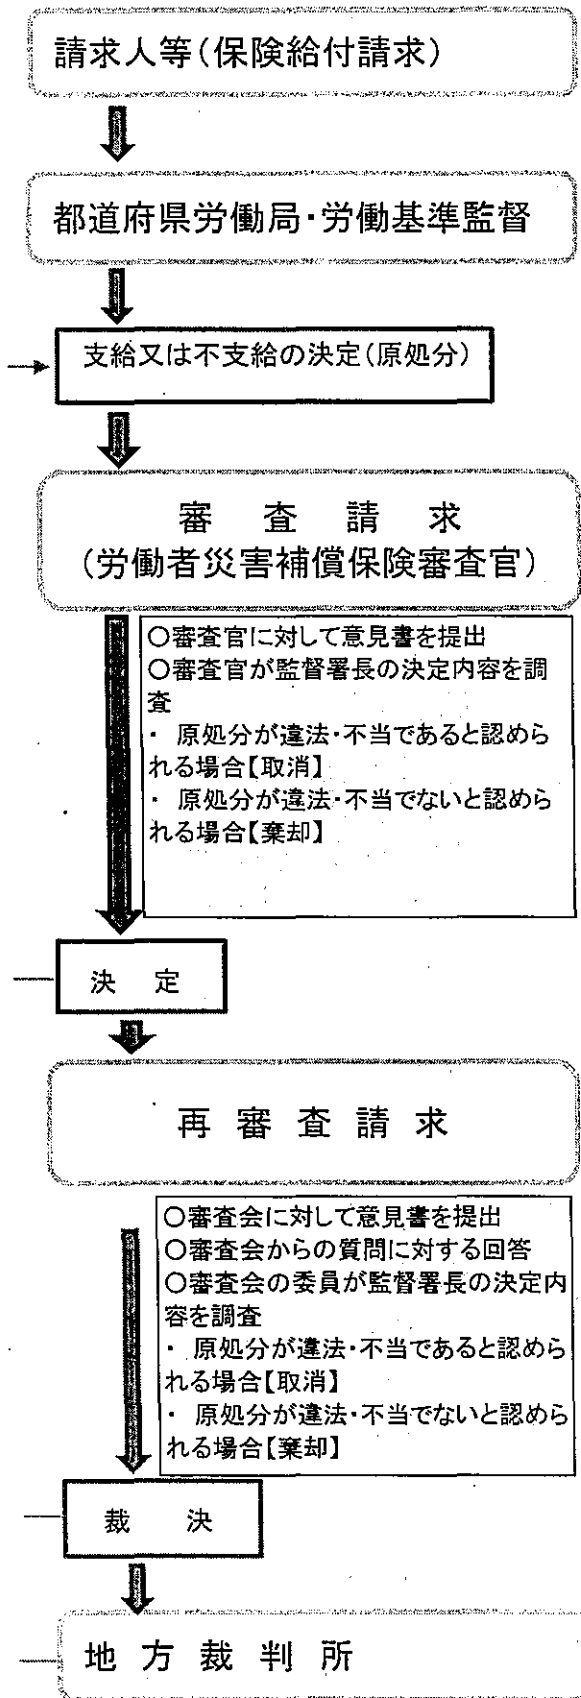 請求人等(保険給付請求)
都道府県労働局・労働基準監督
支給又は不支給の決定(原処分)
審査請求
(労働者災害補償保険審査官)
〇審査官に対して意見書を提出
〇審査官が監督署長の決定内容を調
査
・ 原処分が違法・不当であると認めら
れる場合【取消】
・ 原処分が違法・不当でないと認めら
れる場合【棄却】
決定
再審査請求
〇審査会に対して意見書を提出
〇審査会からの質問に対する回答
〇審査会の委員が監督署長の決定内
容を調査
・ 原処分が違法・不当であると認めら
れる場合【取消】
・ 原処分が違法・不当でないと認めら
れる場合【棄却】
裁決
地方裁判所